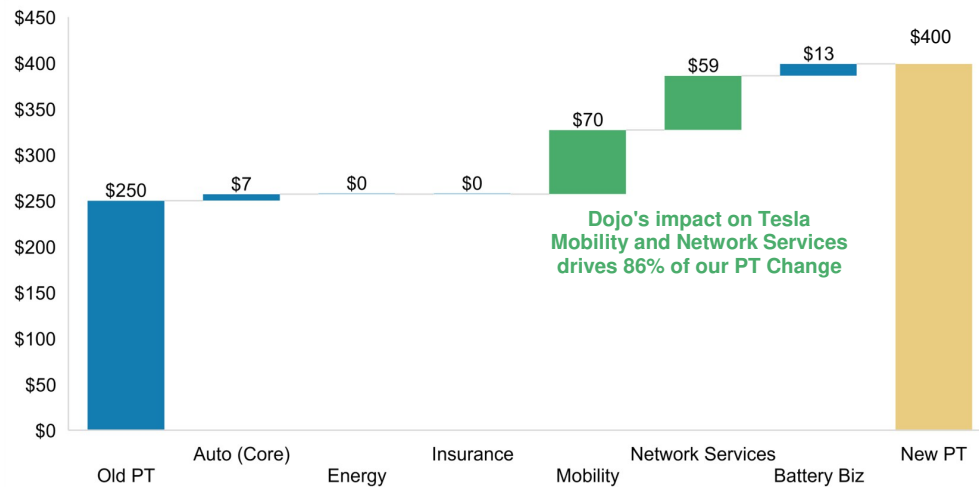 $450
$400
$350
$300
$250
$200
$150
$100
$50
$0
$250
$7
$0
$0
$70
$59
$13
$400
Dojo's impact on Tesla
Mobility and Network Services
drives 86% of our PT Change
Old PT
Auto (Core)
Energy
Insurance
Mobility
Network Services
Battery Biz
New PT